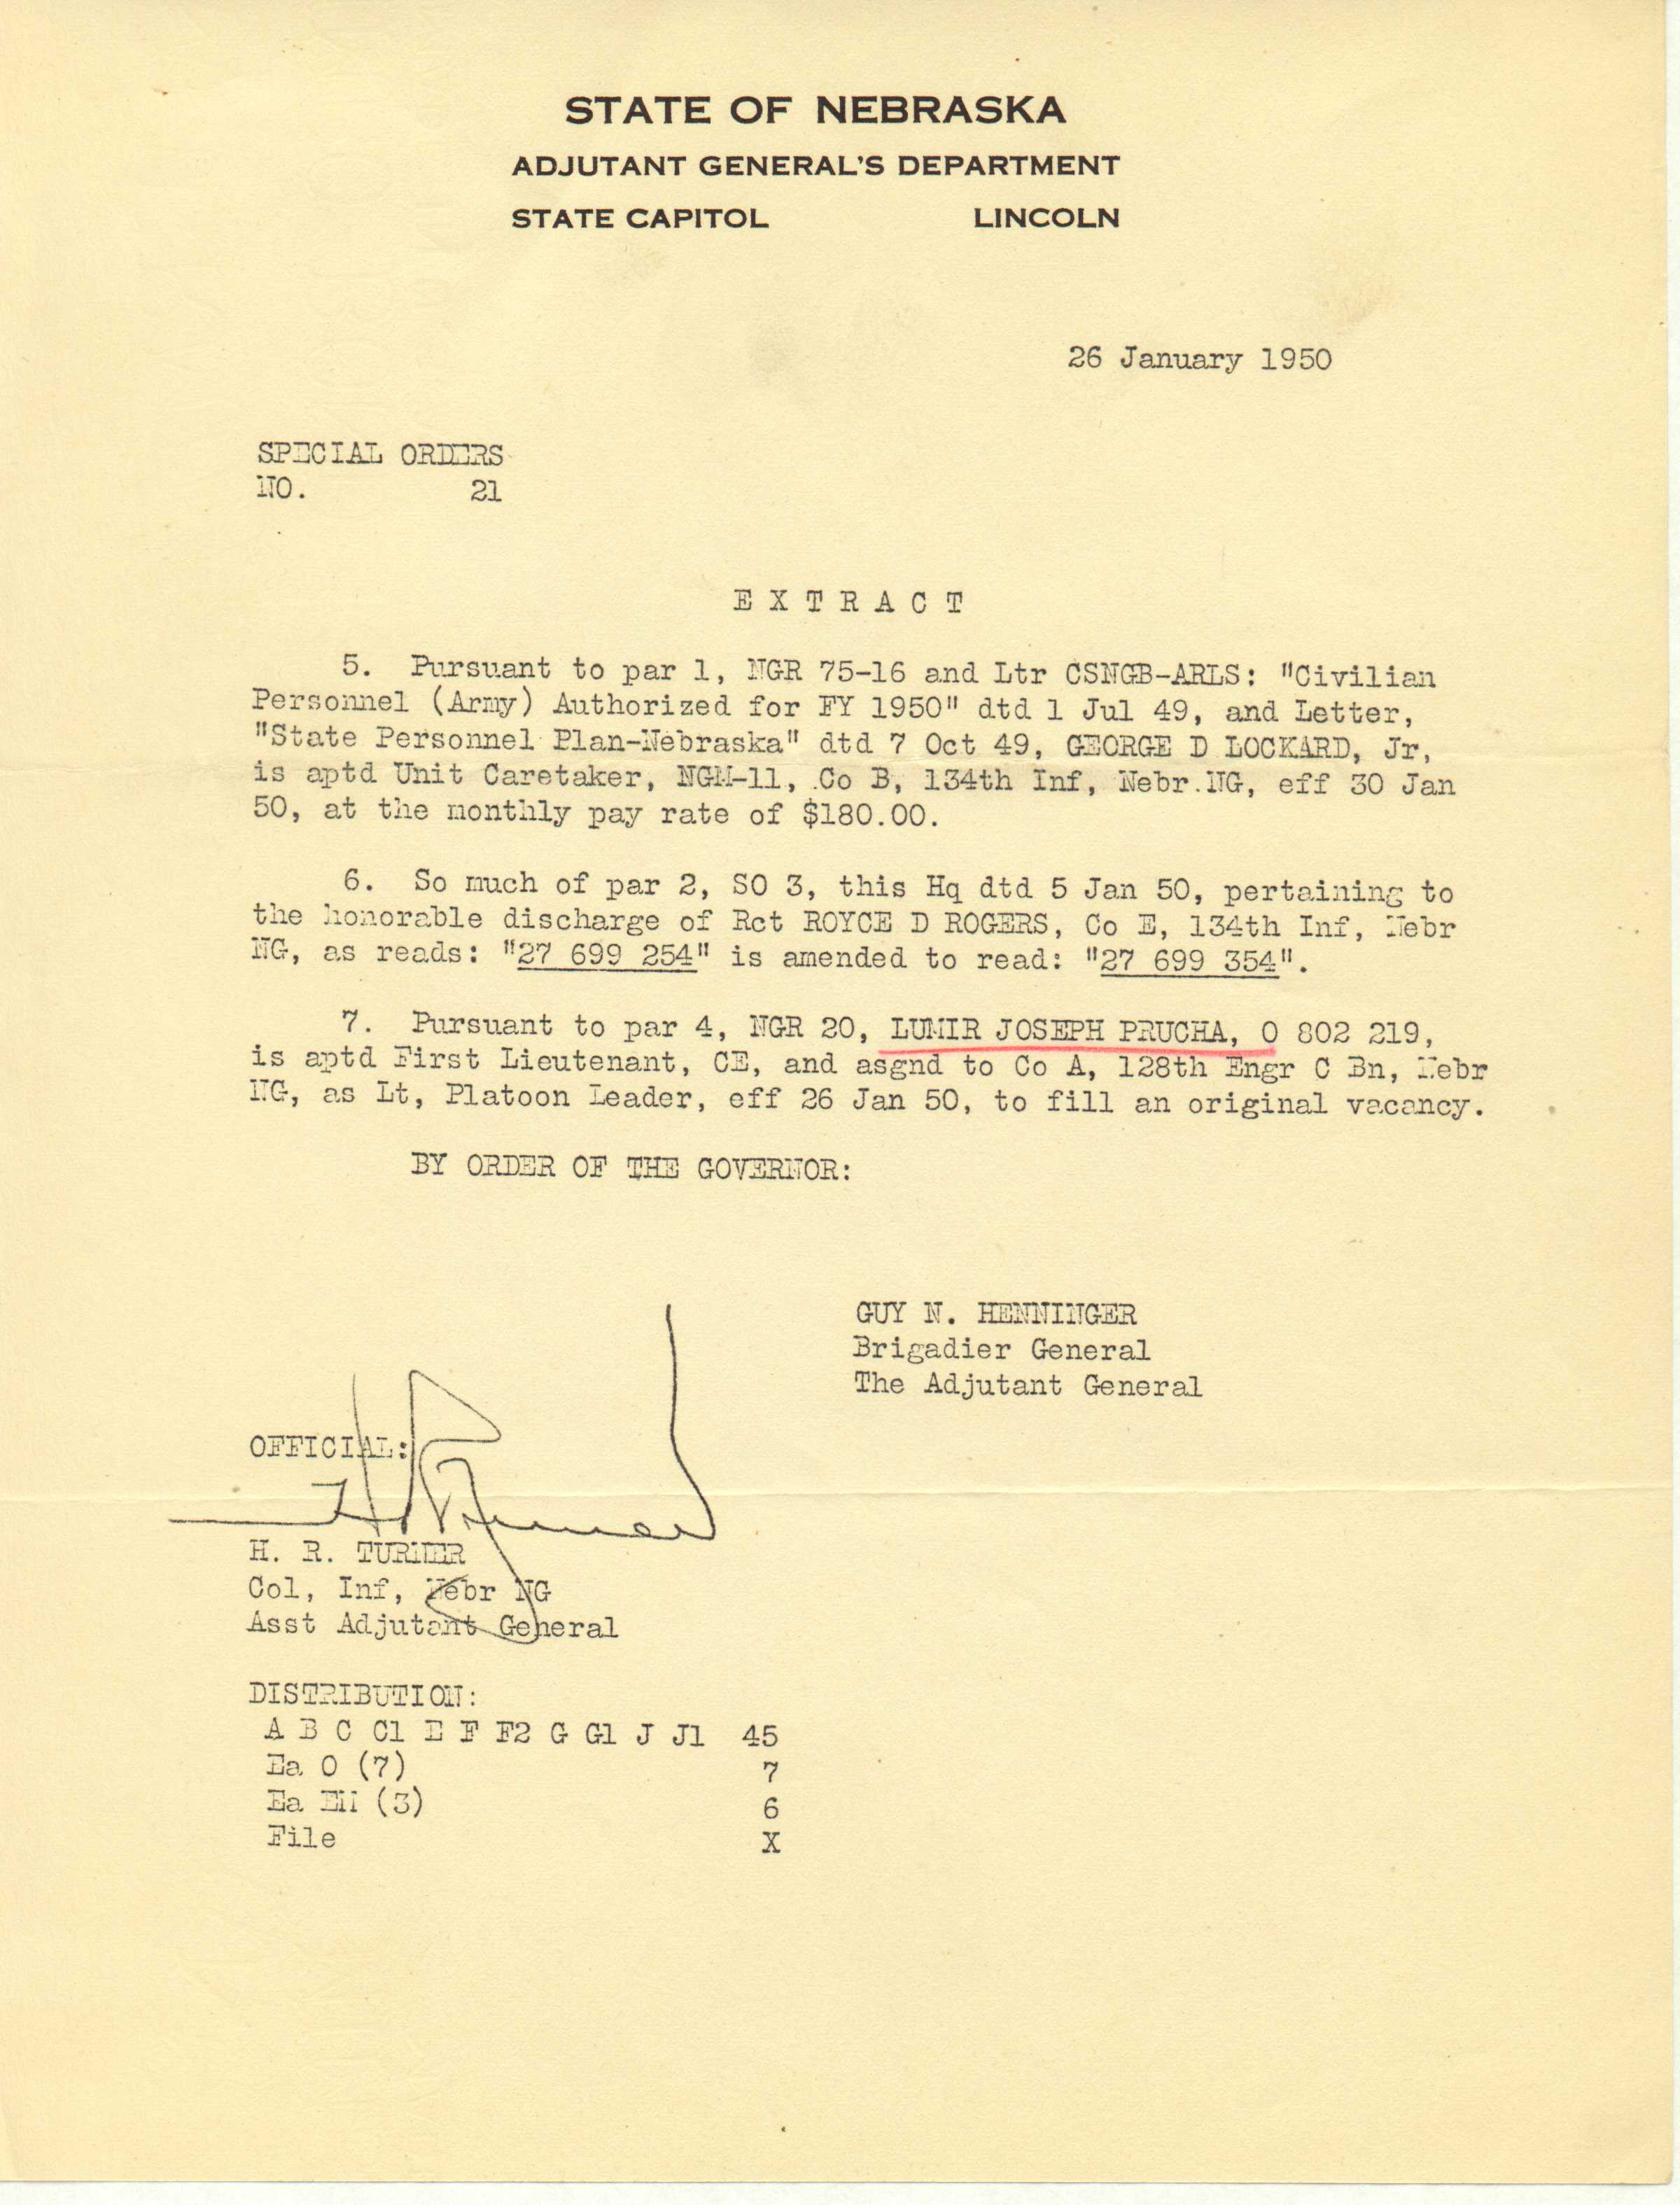 STATE OF NEBRASKA
ADJUTANT GENERAL'S DEPARTMENT
STATE CAPITOL LINCOLN
26 January 1950
SPECIAL ORDERS
NO. 21
E X T R A C T
5. Pursuant to par 1, NGR 75-16 and Ltr CSNGB-ARLS: "Civilian
Personnel (Army) Authorized for FY 1950" dtd 1 Jul 49, and Letter,
"State Personnel Plan-Nebraska" dtd 7 Oct 49, GEORGE D LOCKARD, Jr,
is aptd Unit Caretaker, NGM-11, Co B, 134th Inf, Nebr.NG, eff 30 Jan
50, at the monthly pay rate of $180.00.
6. So much of par 2, SO 3, this Hq dtd 5 Jan 50, pertaining to
the honorable discharge of Rct ROYCE D ROGERS, Co E, 134th Inf, Nebr
NG, as reads: "27 699 254" is amended to read: "27 699 354".
7. Pursuant to par 4, NGR 20, LUMIR JOSEPH PRUCHA, O 802 219,
is aptd First Lieutenant, CE, and asgnd to Co A, 128th Engr C Bn, Nebr
NG, as Lt, Platoon Leader, eff 26 Jan 50, to fill an original vacancy.
BY ORDER OF THE GOVERNOR:
GUY N. HENNINGER
Brigadier General
The Adjutant General
OFFICIAL:
H R Turner
H. R. TURNER
Col, Inf, Nebr NG
Asst Adjutant General
DISTRIBUTION:
A B C C1 E F F2 G G1 J J1 45
Ea O (7) 7
Ea EM (3) 6
File X